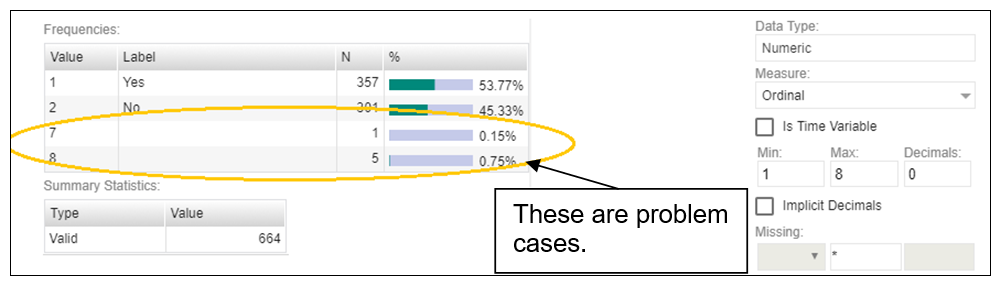 Frequencies:
Value Label N %
1 Yes 357 53.77%
2 No 301 45.33%
7 1 0.15%
8 5 0.75%
Summary Statistics:
Type Value
Valid 664
These are problem
cases.
Data Type:
Numeric
Measure:
Ordinal
Is Time Variable
Min: Max: Decimals:
1 8 0
Implicit Decimals
Missing:
*